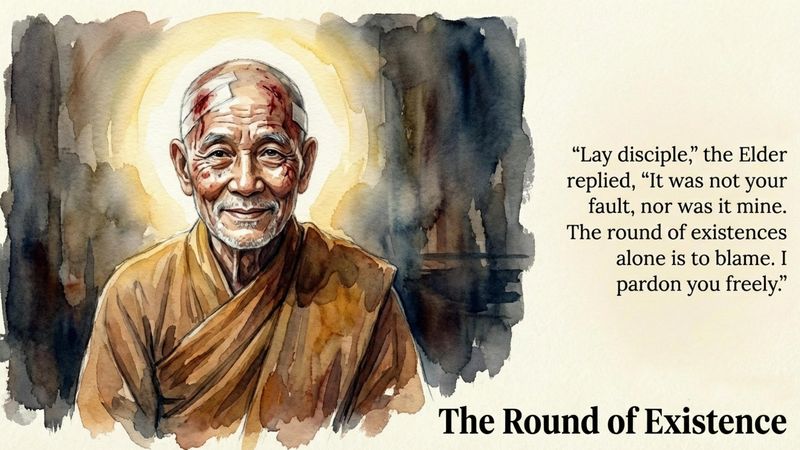 “Lay disciple,” the Elder
replied, “It was not your
fault, nor was it mine.
The round of existences
alone is to blame. I
pardon you freely.”
The Round of Existence